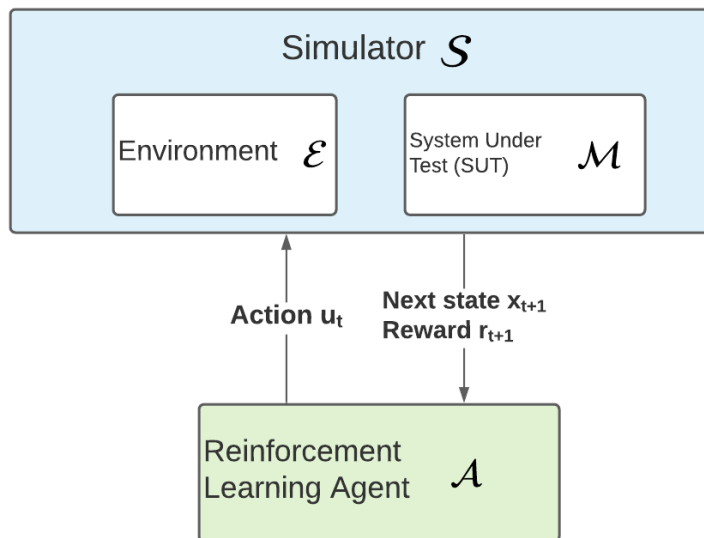 Simulator 𝒮
Environment ℰ
System Under
Test (SUT) ℳ
Action uₜ
Next state xₜ₊₁
Reward rₜ₊₁
Reinforcement
Learning Agent 𝒜